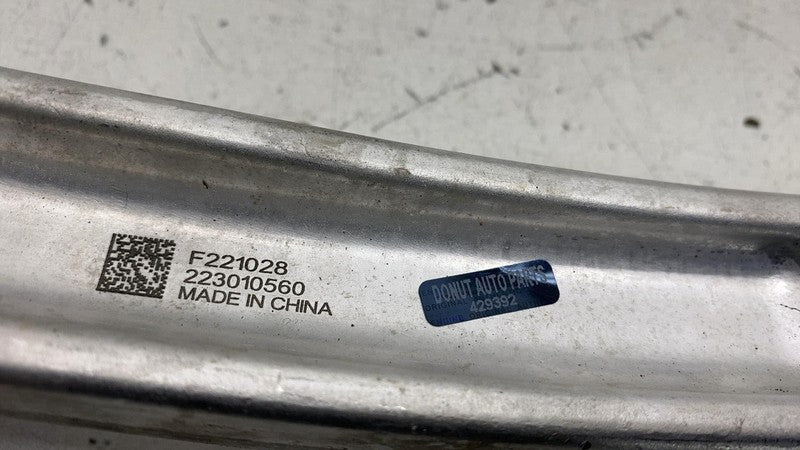 F221028
223010560
MADE IN CHINA
DONUT AUTO PARTS
429392